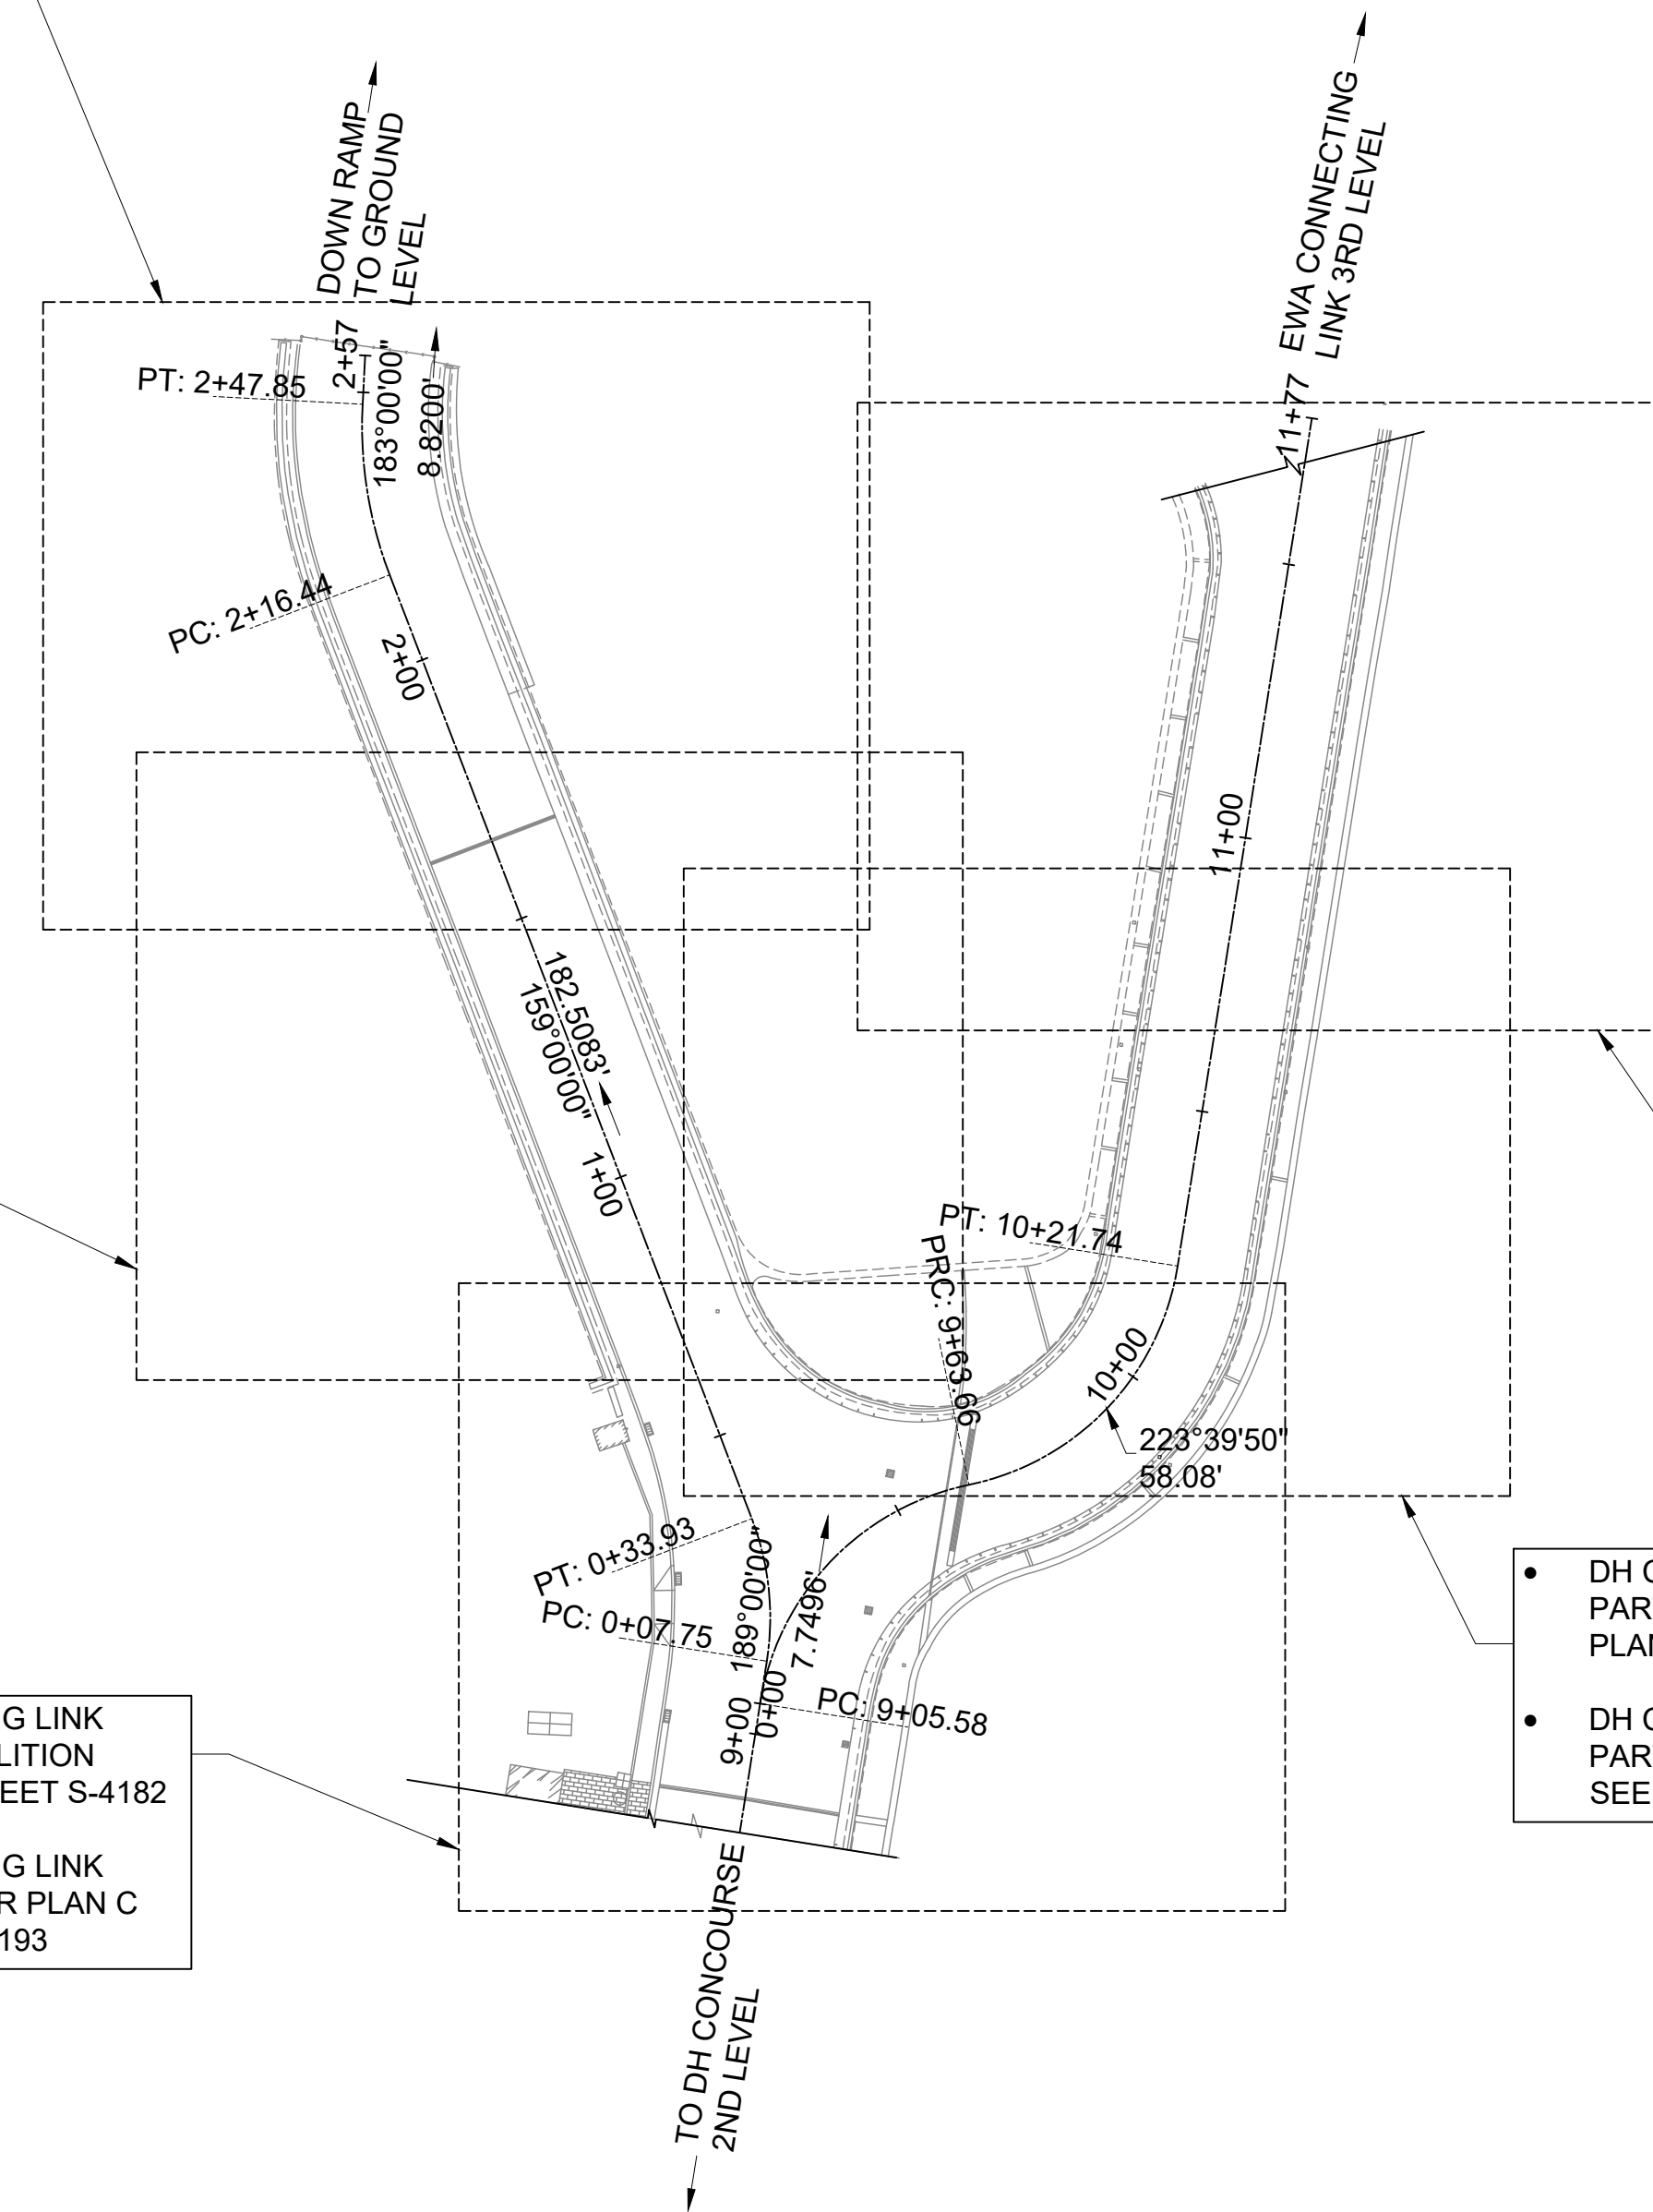 DOWN RAMP
TO GROUND
LEVEL
EWA CONNECTING
LINK 3RD LEVEL
2+57
PT: 2+47.85
183°00'00"
8.8200'
11+77
PC: 2+16.44
2+00
11+00
182.5083'
159°00'00"
1+00
PT: 10+21.74
PRC: 9+63.66
10+00
223°39'50"
58.08'
PT: 0+33.93
PC: 0+07.75
189°00'00"
7.7496'
9+00
0+00
PC: 9+05.58
• DH C
PAR
PLAN
• DH C
PAR
SEE
G LINK
LITION
EET S-4182
G LINK
R PLAN C
193
TO DH CONCOURSE
2ND LEVEL